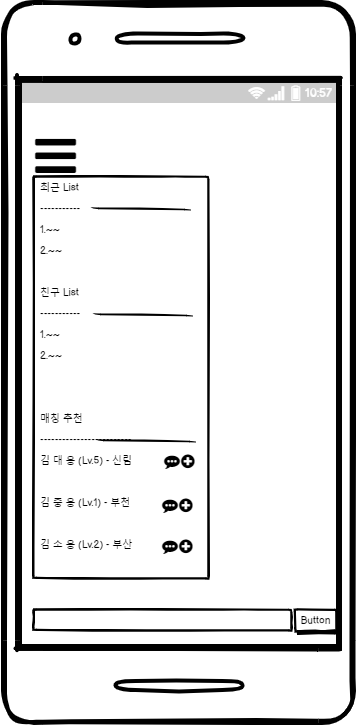 10:57
최근 List
-----------
1.~~
2.~~
친구 List
-----------
1.~~
2.~~
매칭 추천
-------------------------
김 대 웅 (Lv.5) - 신림
김 중 웅 (Lv.1) - 부천
김 소 웅 (Lv.2) - 부산
Button